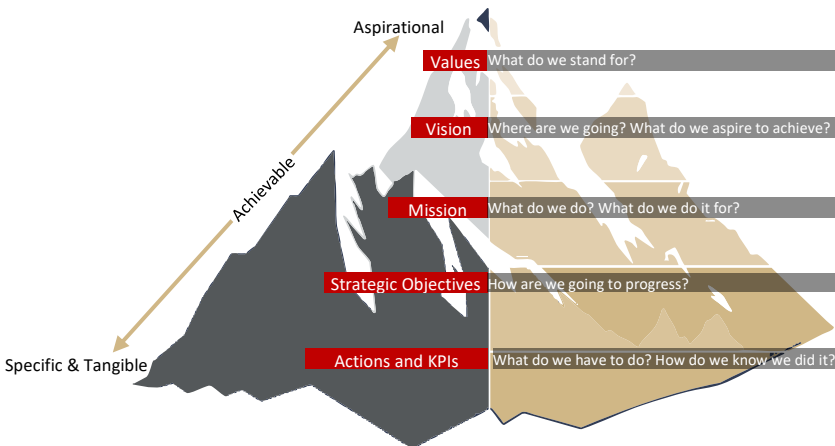 Aspirational
Values What do we stand for?
Vision Where are we going? What do we aspire to achieve?
Achievable
Mission What do we do? What do we do it for?
Strategic Objectives How are we going to progress?
Specific & Tangible
Actions and KPIs What do we have to do? How do we know we did it?